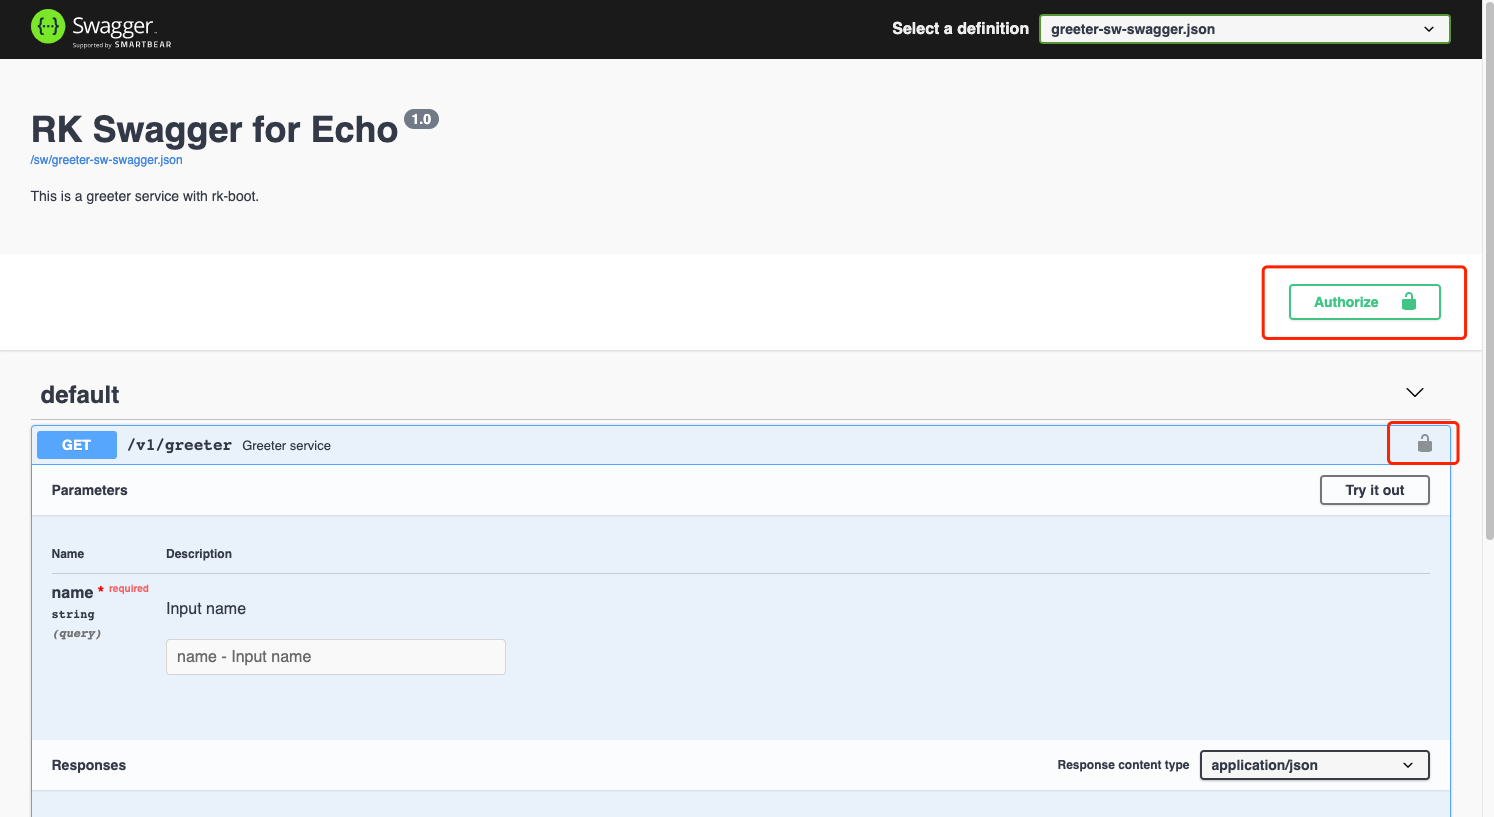 Swagger
Supported by SMARTBEAR
Select a definition
greeter-sw-swagger.json
RK Swagger for Echo 1.0
/sw/greeter-sw-swagger.json
This is a greeter service with rk-boot.
Authorize
default
GET /v1/greeter Greeter service
Parameters
Try it out
Name Description
name * required
string
(query)
Input name
name - Input name
Responses
Response content type
application/json